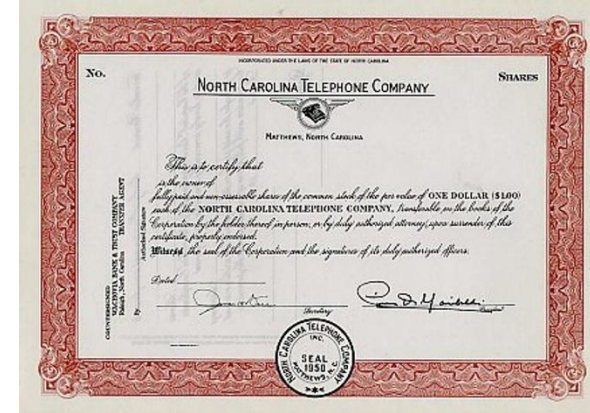 INCORPORATED UNDER THE LAWS OF THE STATE OF NORTH CAROLINA
No.
SHARES
NORTH CAROLINA TELEPHONE COMPANY
MATTHEWS, NORTH CAROLINA
This is to certify that
is the owner of
fully paid and non-assessable shares of the common stock of the par value of ONE DOLLAR ($1.00)
each of the NORTH CAROLINA TELEPHONE COMPANY, transferable on the books of the
Corporation by the holder thereof in person, or by duly authorized attorney, upon surrender of this
certificate, properly endorsed.
Witness, the seal of the Corporation and the signatures of its duly authorized officers.
Dated
Secretary
President
COUNTERSIGNED
WACHOVIA BANK & TRUST COMPANY
Raleigh, North Carolina TRANSFER AGENT
By
Authorized Signature
NORTH CAROLINA TELEPHONE COMPANY
INC.
SEAL
1950
MATTHEWS, N. C.